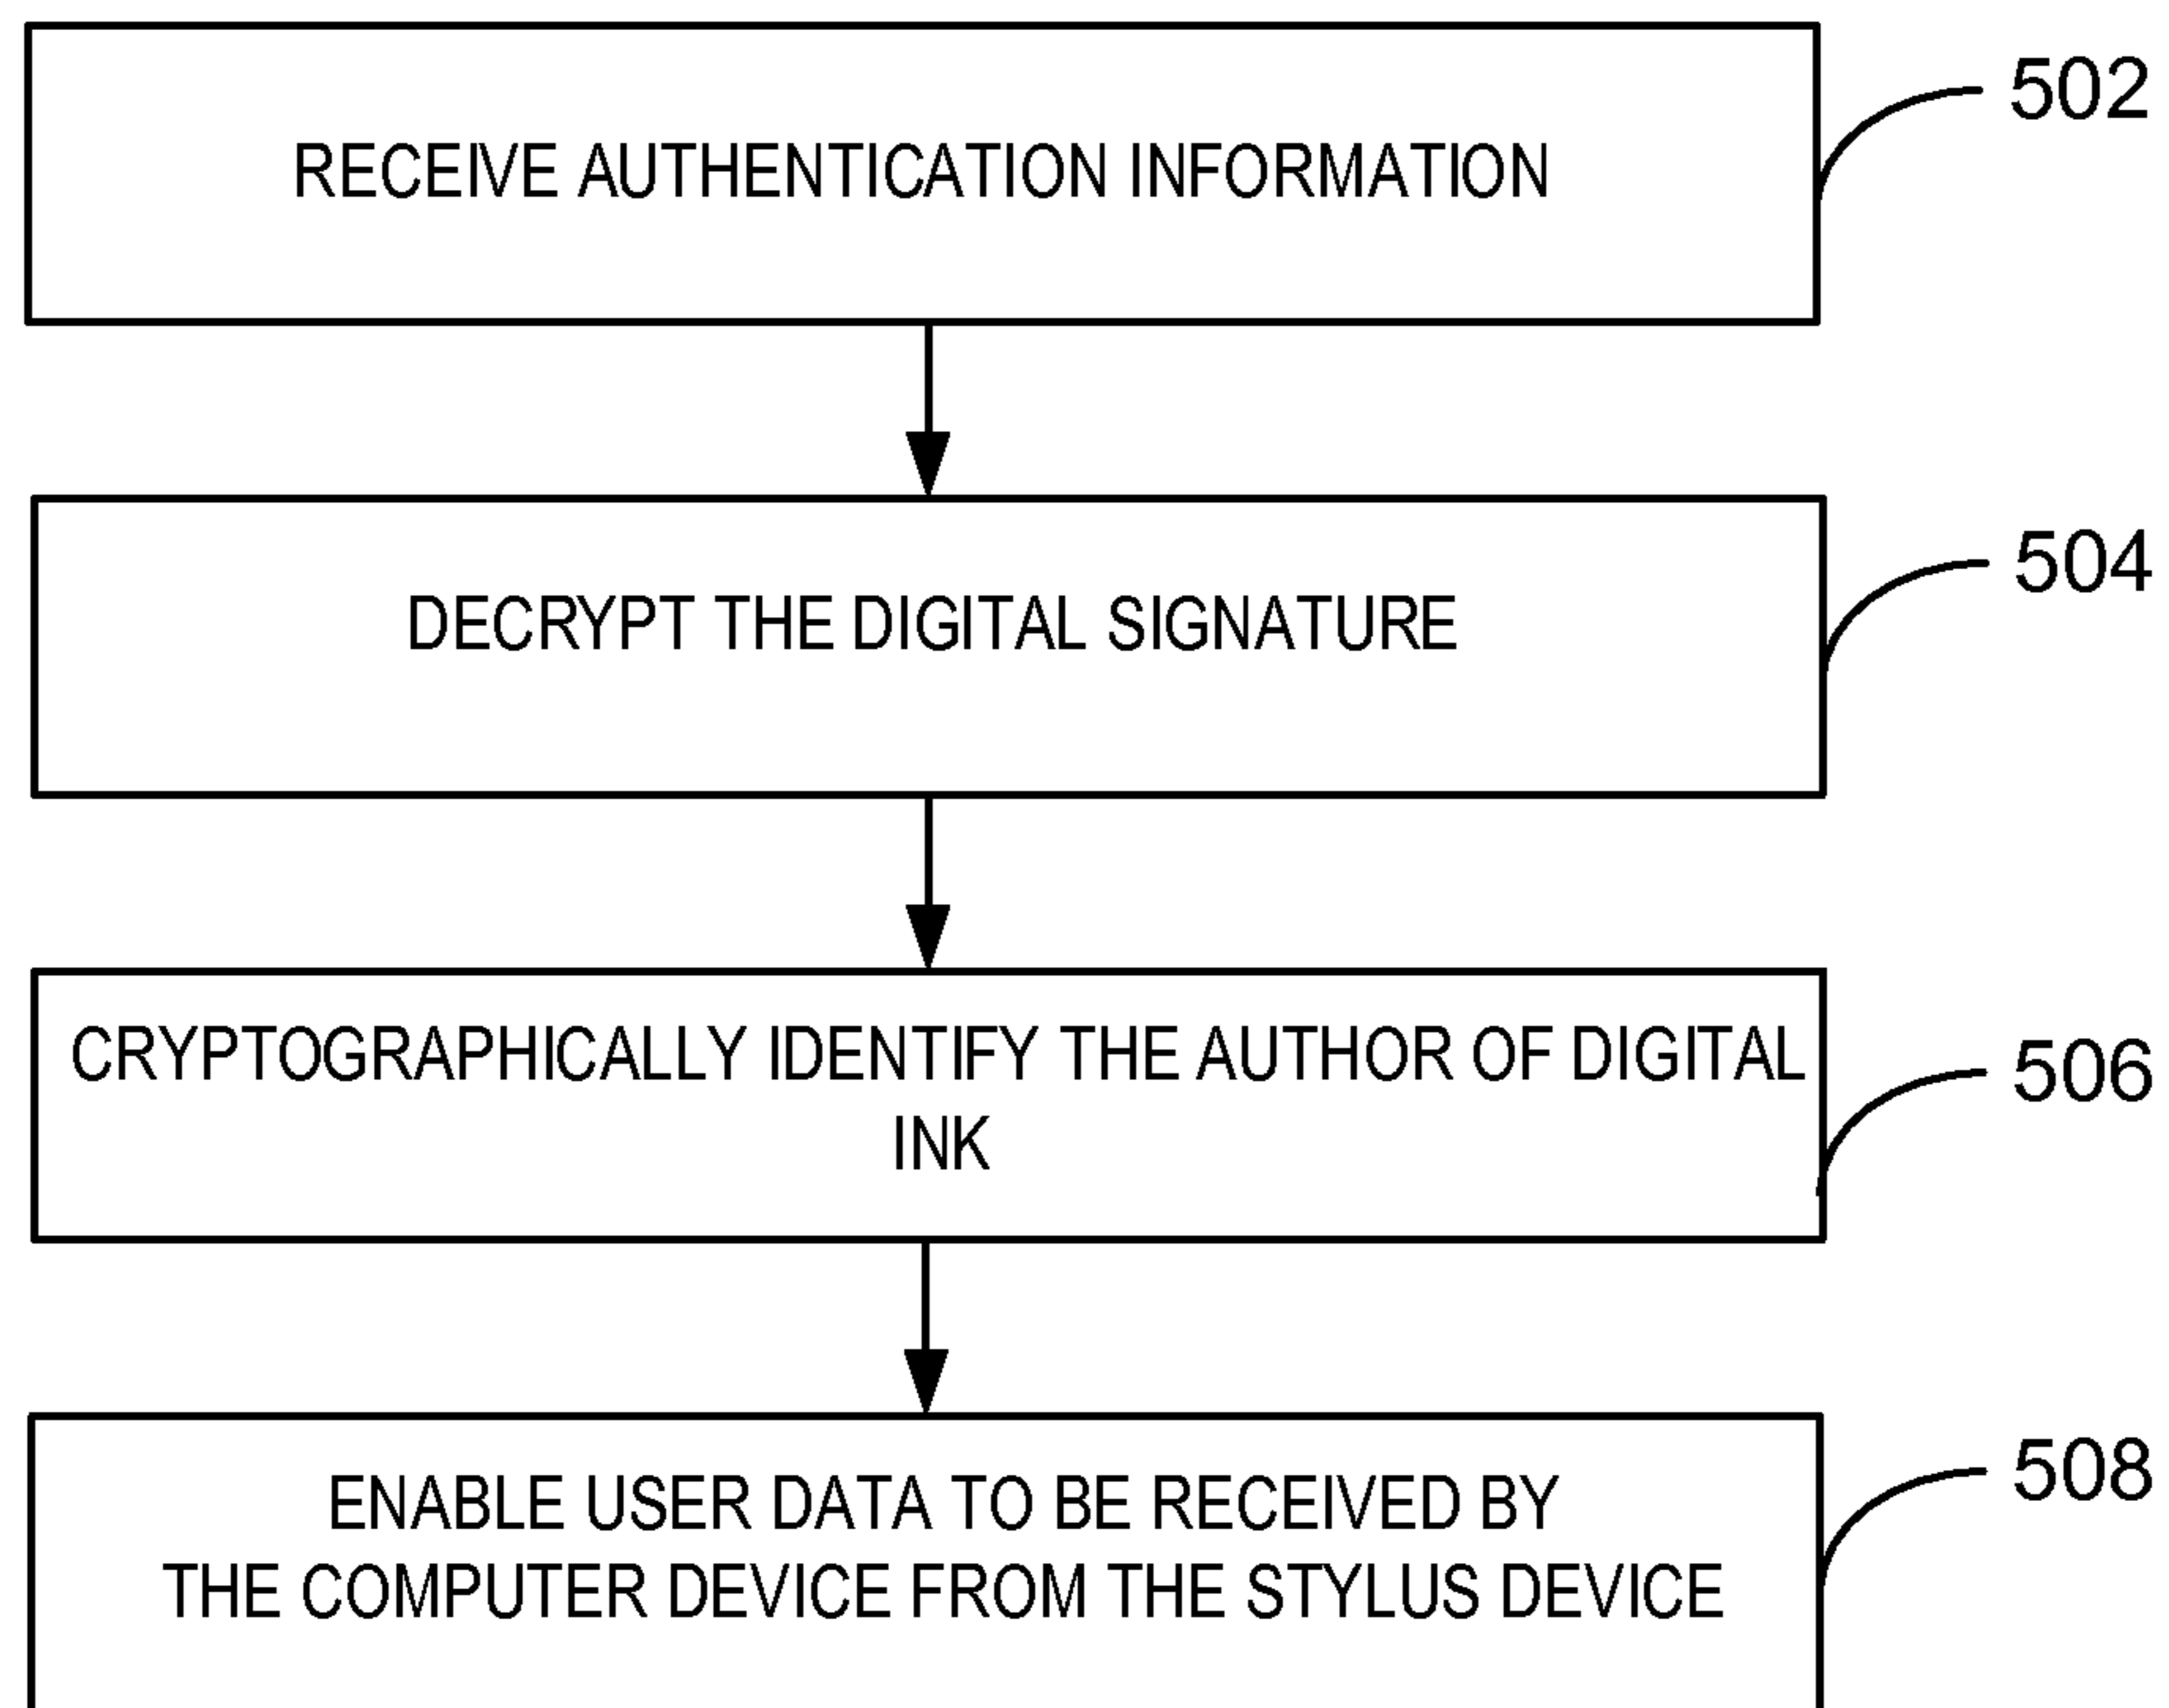 RECEIVE AUTHENTICATION INFORMATION
502
DECRYPT THE DIGITAL SIGNATURE
504
CRYPTOGRAPHICALLY IDENTIFY THE AUTHOR OF DIGITAL
INK
506
ENABLE USER DATA TO BE RECEIVED BY
THE COMPUTER DEVICE FROM THE STYLUS DEVICE
508